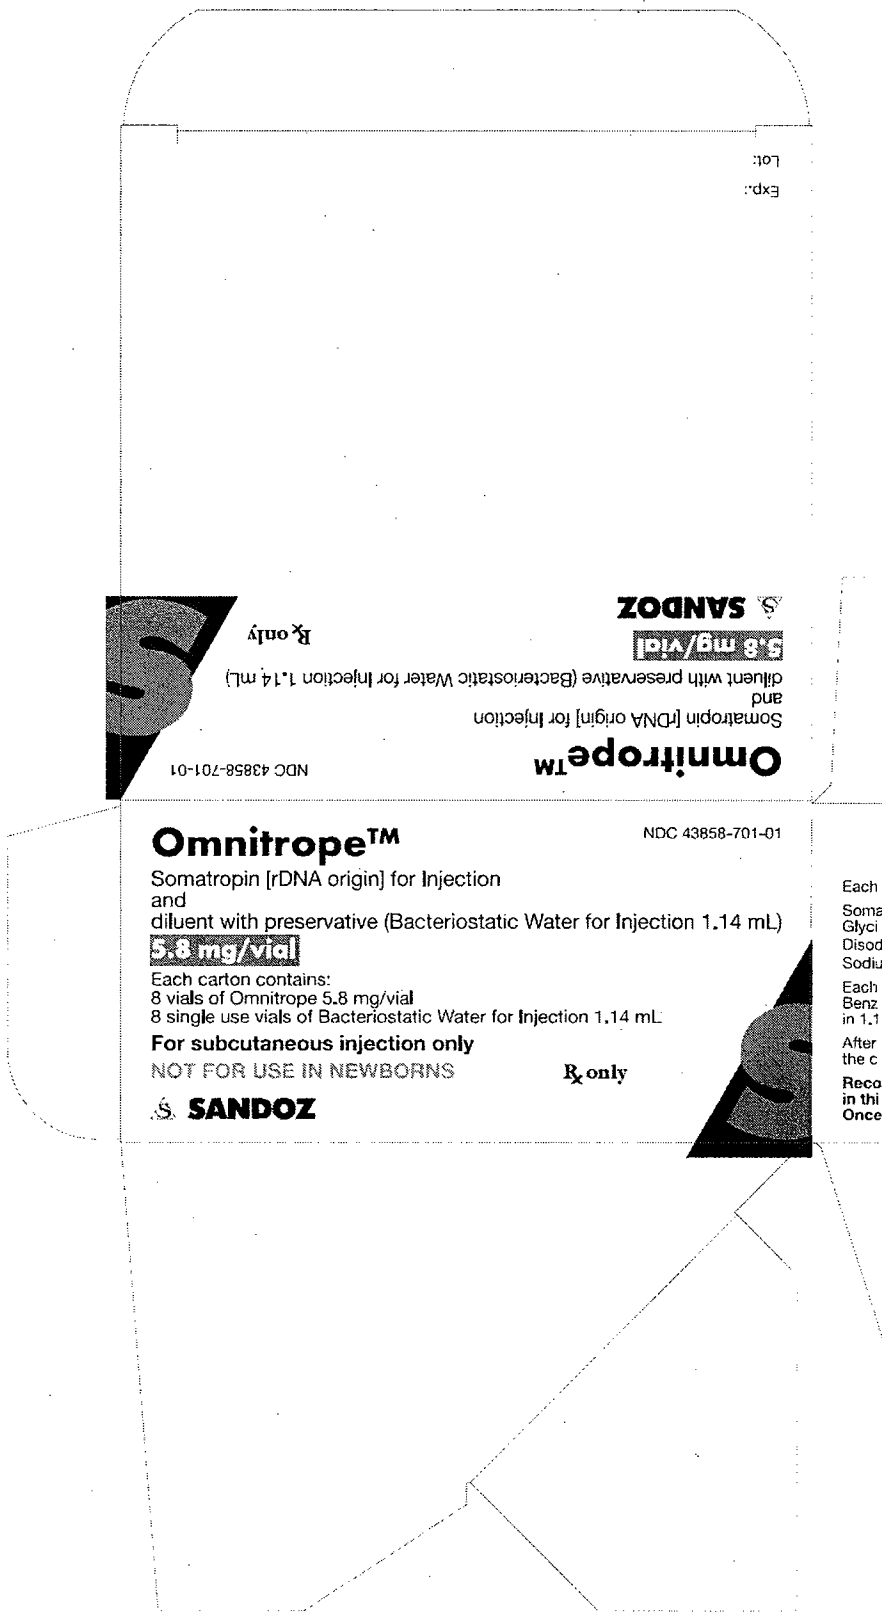 Lot:
Exp.:
Omnitrope™
NDC 43858-701-01
Somatropin [rDNA origin] for Injection
and
diluent with preservative (Bacteriostatic Water for Injection 1.14 mL)
5.8 mg/vial
Rx only
SANDOZ
Omnitrope™
NDC 43858-701-01
Somatropin [rDNA origin] for Injection
and
diluent with preservative (Bacteriostatic Water for Injection 1.14 mL)
5.8 mg/vial
Each carton contains:
8 vials of Omnitrope 5.8 mg/vial
8 single use vials of Bacteriostatic Water for Injection 1.14 mL
For subcutaneous injection only
NOT FOR USE IN NEWBORNS
Rx only
SANDOZ
Each
Soma
Glyci
Disod
Sodiu
Each
Benz
in 1.1
After
the c
Reco
in thi
Once